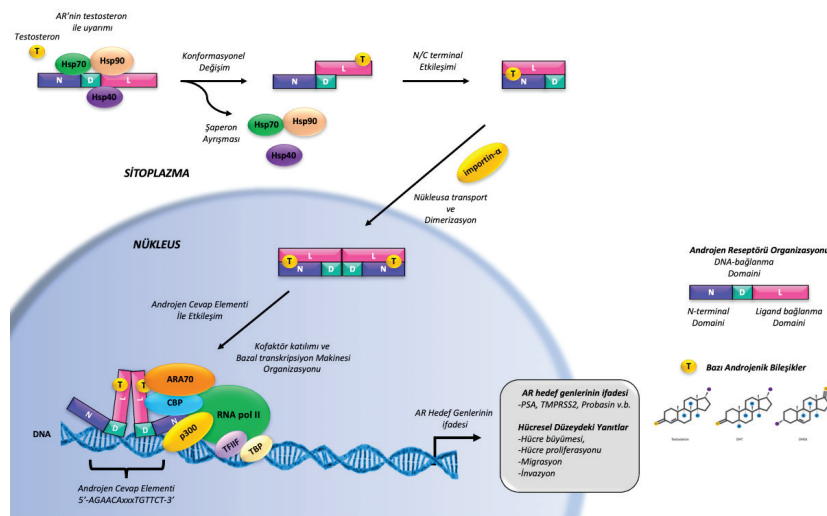 AR'nin testosteron
ile uyarımı
Testosteron
T
Hsp70
Hsp90
N
D
L
Hsp40
Konformasyonel
Değişim
Şaperon
Ayrışması
Hsp70
Hsp90
Hsp40
T
L
N
D
N/C terminal
Etkileşimi
T
L
N
D
SİTOPLAZMA
importin-α
Nükleusa transport
ve
Dimerizasyon
NÜKLEUS
L
L
T
T
N
D
D
N
Androjen Cevap Elementi
İle Etkileşim
Kofaktör katılımı ve
Bazal transkripsiyon Makinesi
Organizasyonu
T
T
L
L
N
D
D
N
ARA70
CBP
p300
RNA pol II
TFIIF
TBP
DNA
Androjen Cevap Elementi
5'-AGAACAxxxTGTTCT-3'
AR Hedef Genlerinin
ifadesi
AR hedef genlerinin ifadesi
-PSA, TMPRSS2, Probasin v.b.
Hücresel Düzeydeki Yanıtlar
-Hücre büyümesi,
-Hücre proliferasyonu
-Migrasyon
-İnvazyon
Androjen Reseptörü Organizasyonu
DNA-bağlanma
Domaini
N
D
L
N-terminal
Domaini
Ligand bağlanma
Domaini
T
Bazı Androjenik Bileşikler
Testosteron
DHT
DHEA